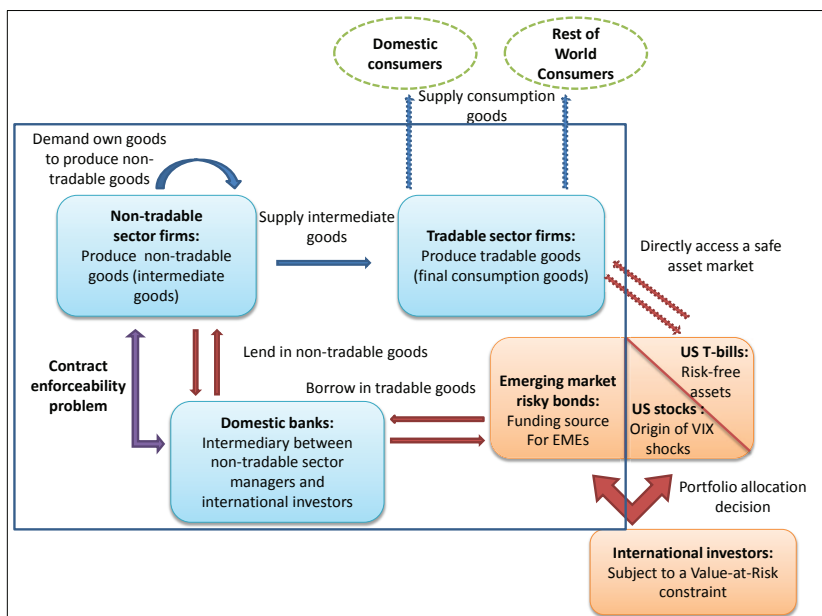 Domestic
consumers
Rest of
World
Consumers
Supply consumption
goods
Demand own goods
to produce non-
tradable goods
Non-tradable
sector firms:
Produce non-tradable
goods (intermediate
goods)
Supply intermediate
goods
Tradable sector firms:
Produce tradable goods
(final consumption goods)
Directly access a safe
asset market
Contract
enforceability
problem
Lend in non-tradable goods
Borrow in tradable goods
Domestic banks:
Intermediary between
non-tradable sector
managers and
international investors
Emerging market
risky bonds:
Funding source
For EMEs
US T-bills:
Risk-free
assets
US stocks :
Origin of VIX
shocks
Portfolio allocation
decision
International investors:
Subject to a Value-at-Risk
constraint